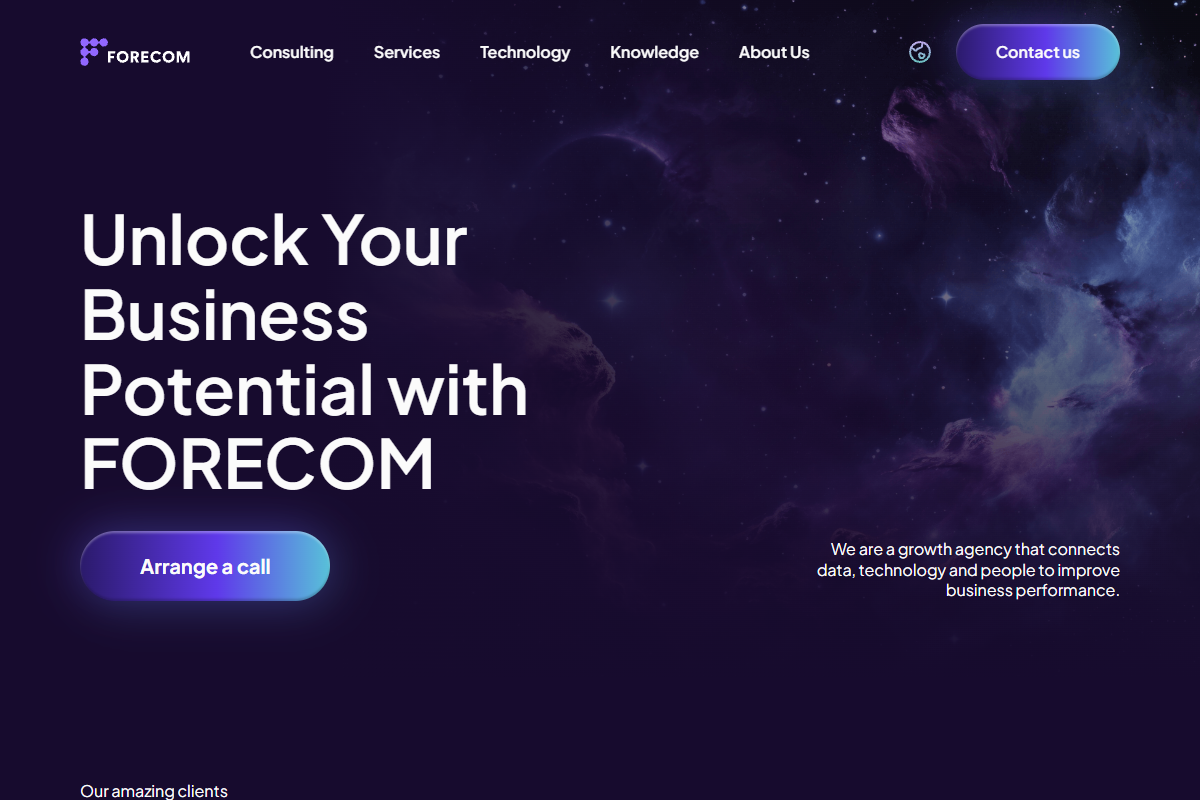 FORECOM
Consulting
Services
Technology
Knowledge
About Us
Contact us
Unlock Your
Business
Potential with
FORECOM
Arrange a call
We are a growth agency that connects
data, technology and people to improve
business performance.
Our amazing clients